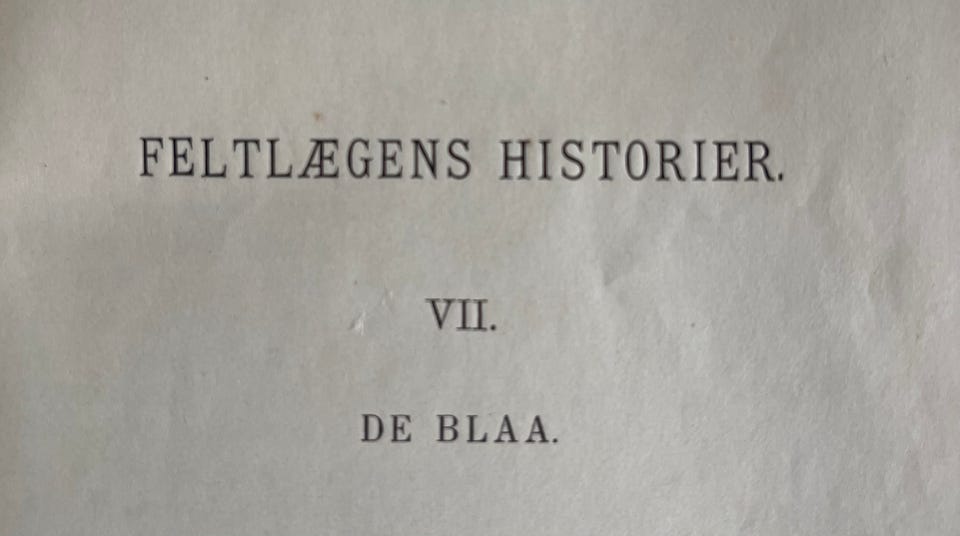 FELTLÆGENS HISTORIER.
VII.
DE BLAA.